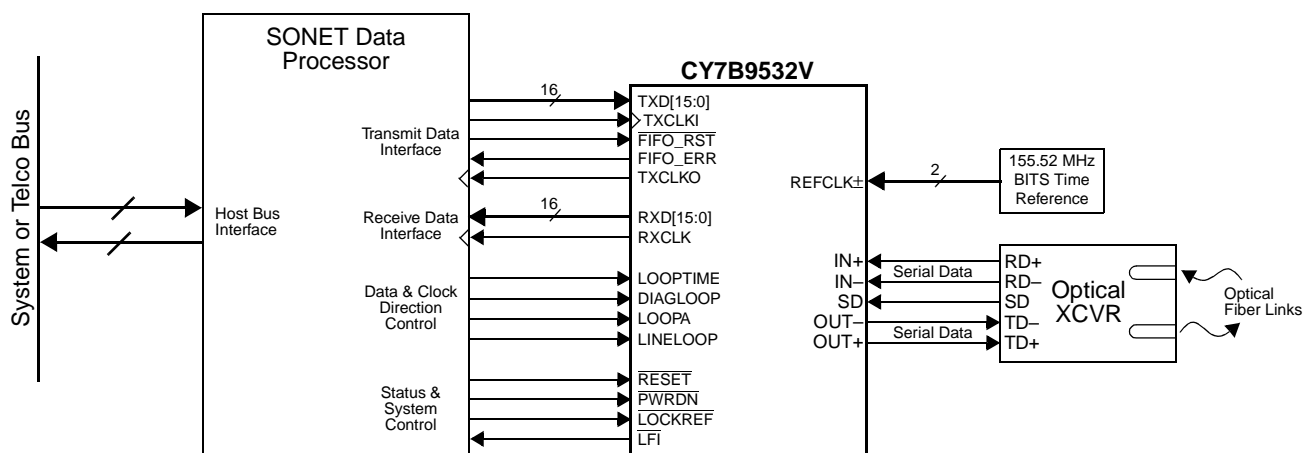 System or Telco Bus
SONET Data
Processor
Host Bus
Interface
Transmit Data
Interface
Receive Data
Interface
Data & Clock
Direction
Control
Status &
System
Control
16
16
CY7B9532V
TXD[15:0]
TXCLKI
FIFO_RST
FIFO_ERR
TXCLKO
RXD[15:0]
RXCLK
LOOPTIME
DIAGLOOP
LOOPA
LINELOOP
RESET
PWRDN
LOCKREF
LFI
REFCLK±
IN+
IN–
SD
OUT–
OUT+
2
155.52 MHz
BITS Time
Reference
Serial Data
Serial Data
RD+
RD–
SD
TD–
TD+
Optical
XCVR
Optical
Fiber Links